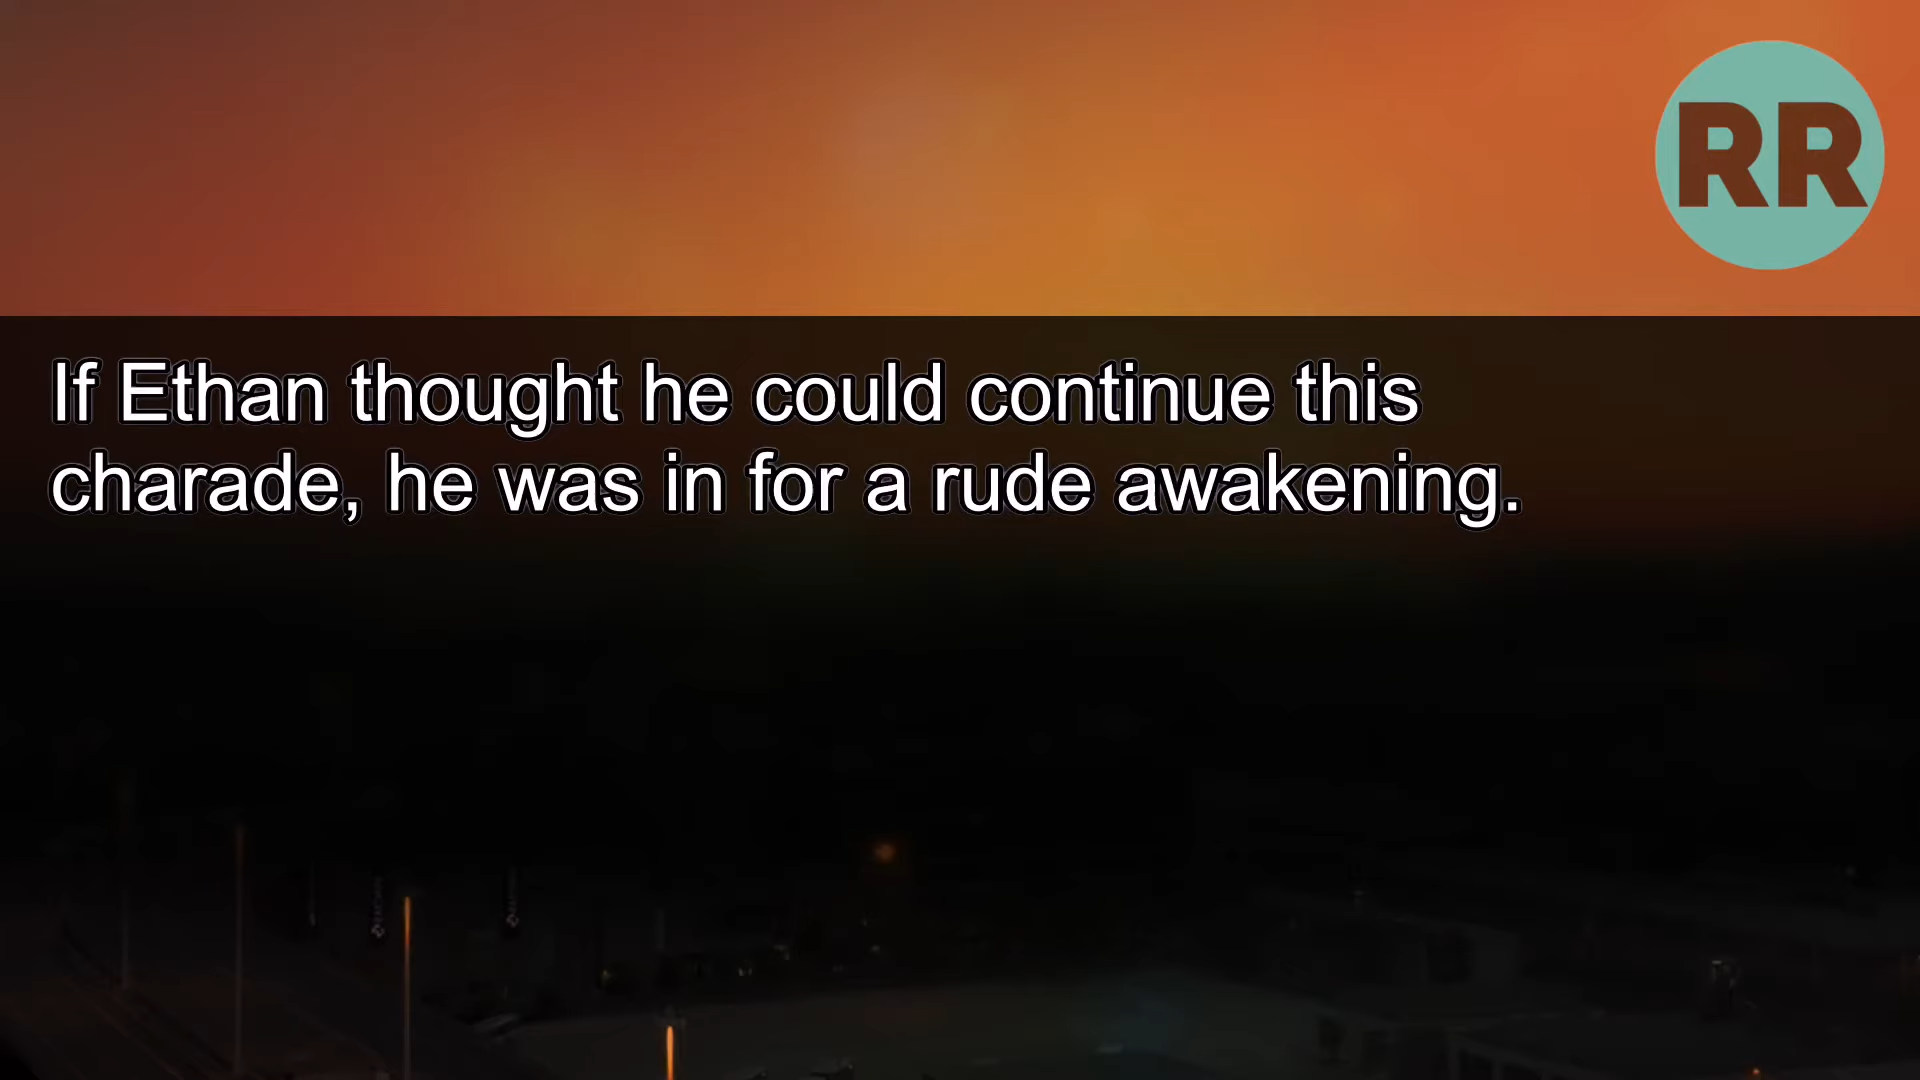 RR
If Ethan thought he could continue this
charade, he was in for a rude awakening.